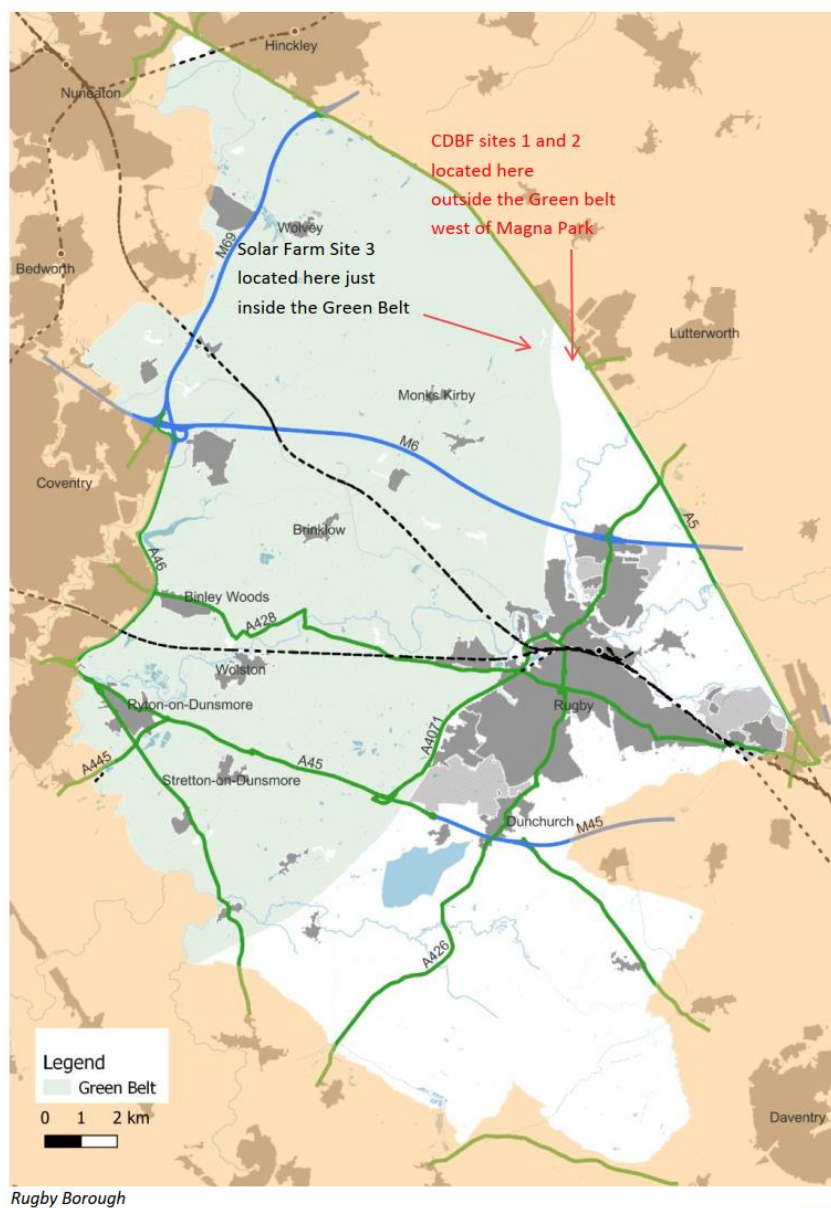 Hinckley
Nuneaton
CDBF sites 1 and 2
located here
outside the Green belt
west of Magna Park
Wolvey
M69
Solar Farm Site 3
located here just
inside the Green Belt
Bedworth
Lutterworth
Monks Kirby
M6
Coventry
A5
Brinklow
A46
Binley Woods
A428
Wolston
Ryton-on-Dunsmore
Rugby
A4071
A445
A45
Stretton-on-Dunsmore
Dunchurch
M45
A426
Legend
Green Belt
0 1 2 km
Daventry
Rugby Borough